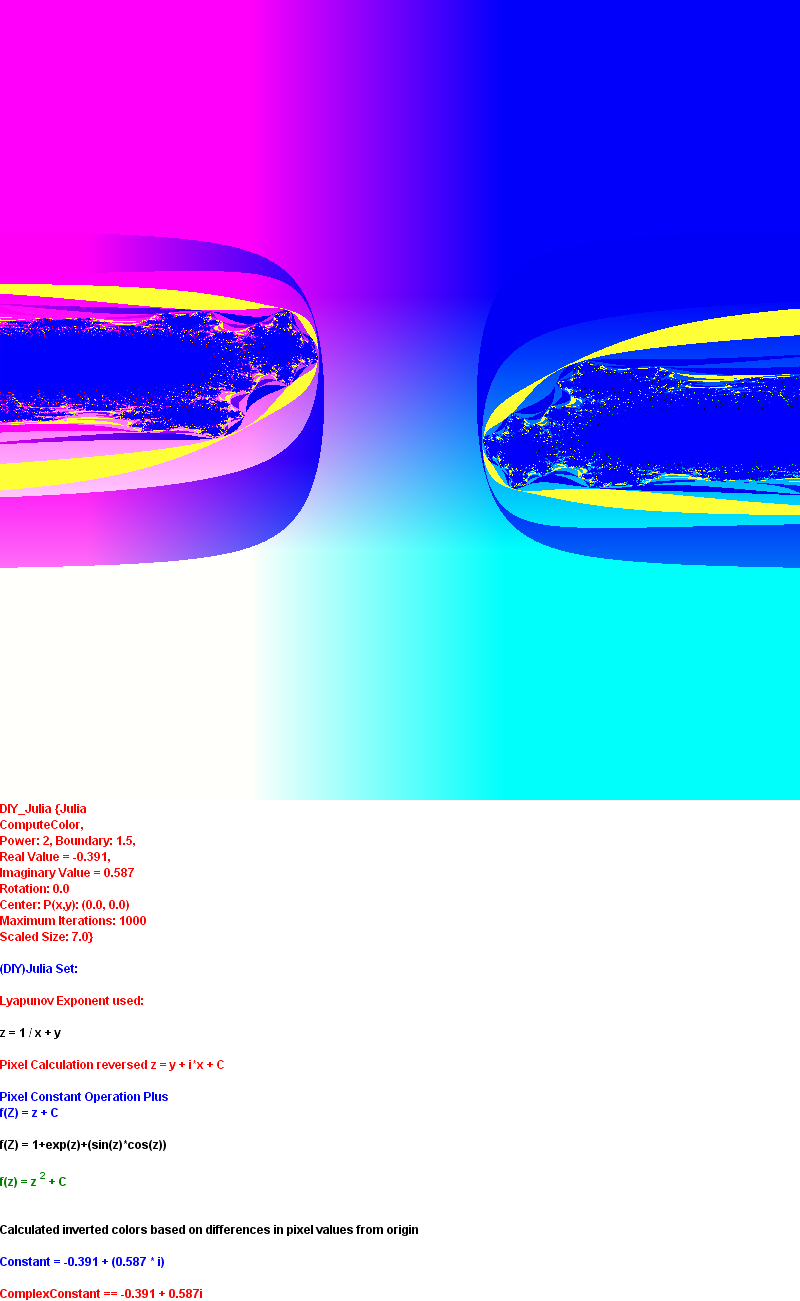 DIY_Julia {Julia
ComputeColor,
Power: 2, Boundary: 1.5,
Real Value = -0.391,
Imaginary Value = 0.587
Rotation: 0.0
Center: P(x,y): (0.0, 0.0)
Maximum Iterations: 1000
Scaled Size: 7.0}
(DIY)Julia Set:
Lyapunov Exponent used:
z = 1 / x + y
Pixel Calculation reversed z = y + i*x + C
Pixel Constant Operation Plus
f(Z) = z + C
f(Z) = 1+exp(z)+(sin(z)*cos(z))
f(z) = z 2 + C
Calculated inverted colors based on differences in pixel values from origin
Constant = -0.391 + (0.587 * i)
ComplexConstant == -0.391 + 0.587i